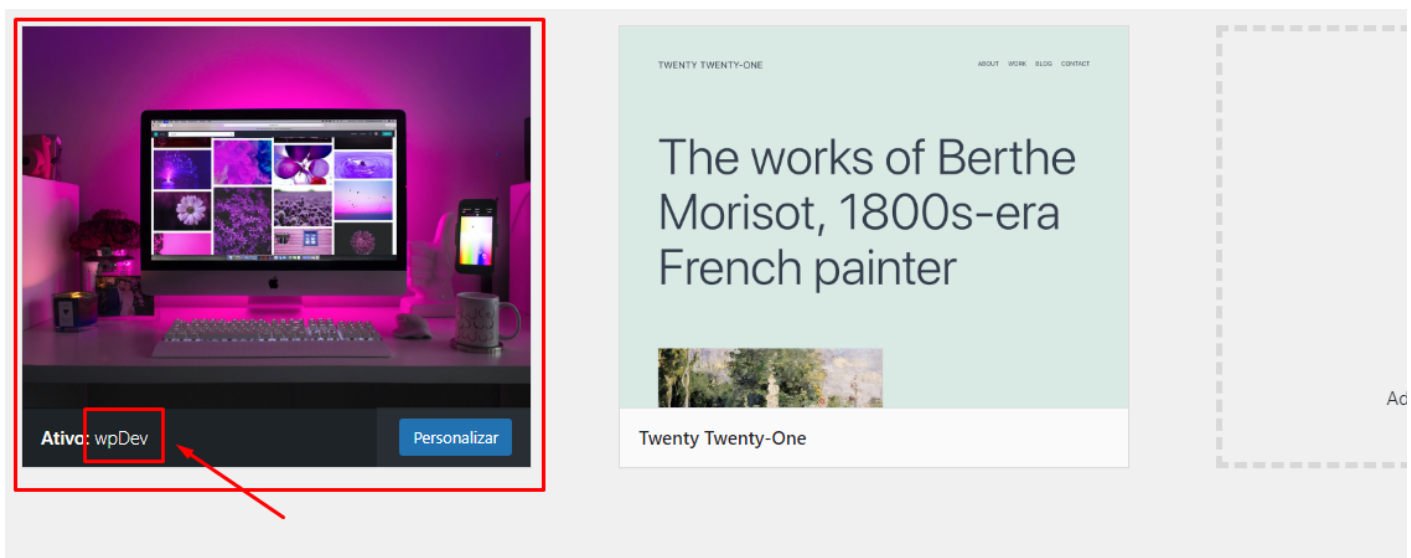 TWENTY TWENTY-ONE
ABOUT WORK BLOG CONTACT
The works of Berthe
Morisot, 1800s-era
French painter
Ativo: wpDev
Personalizar
Twenty Twenty-One
Ad